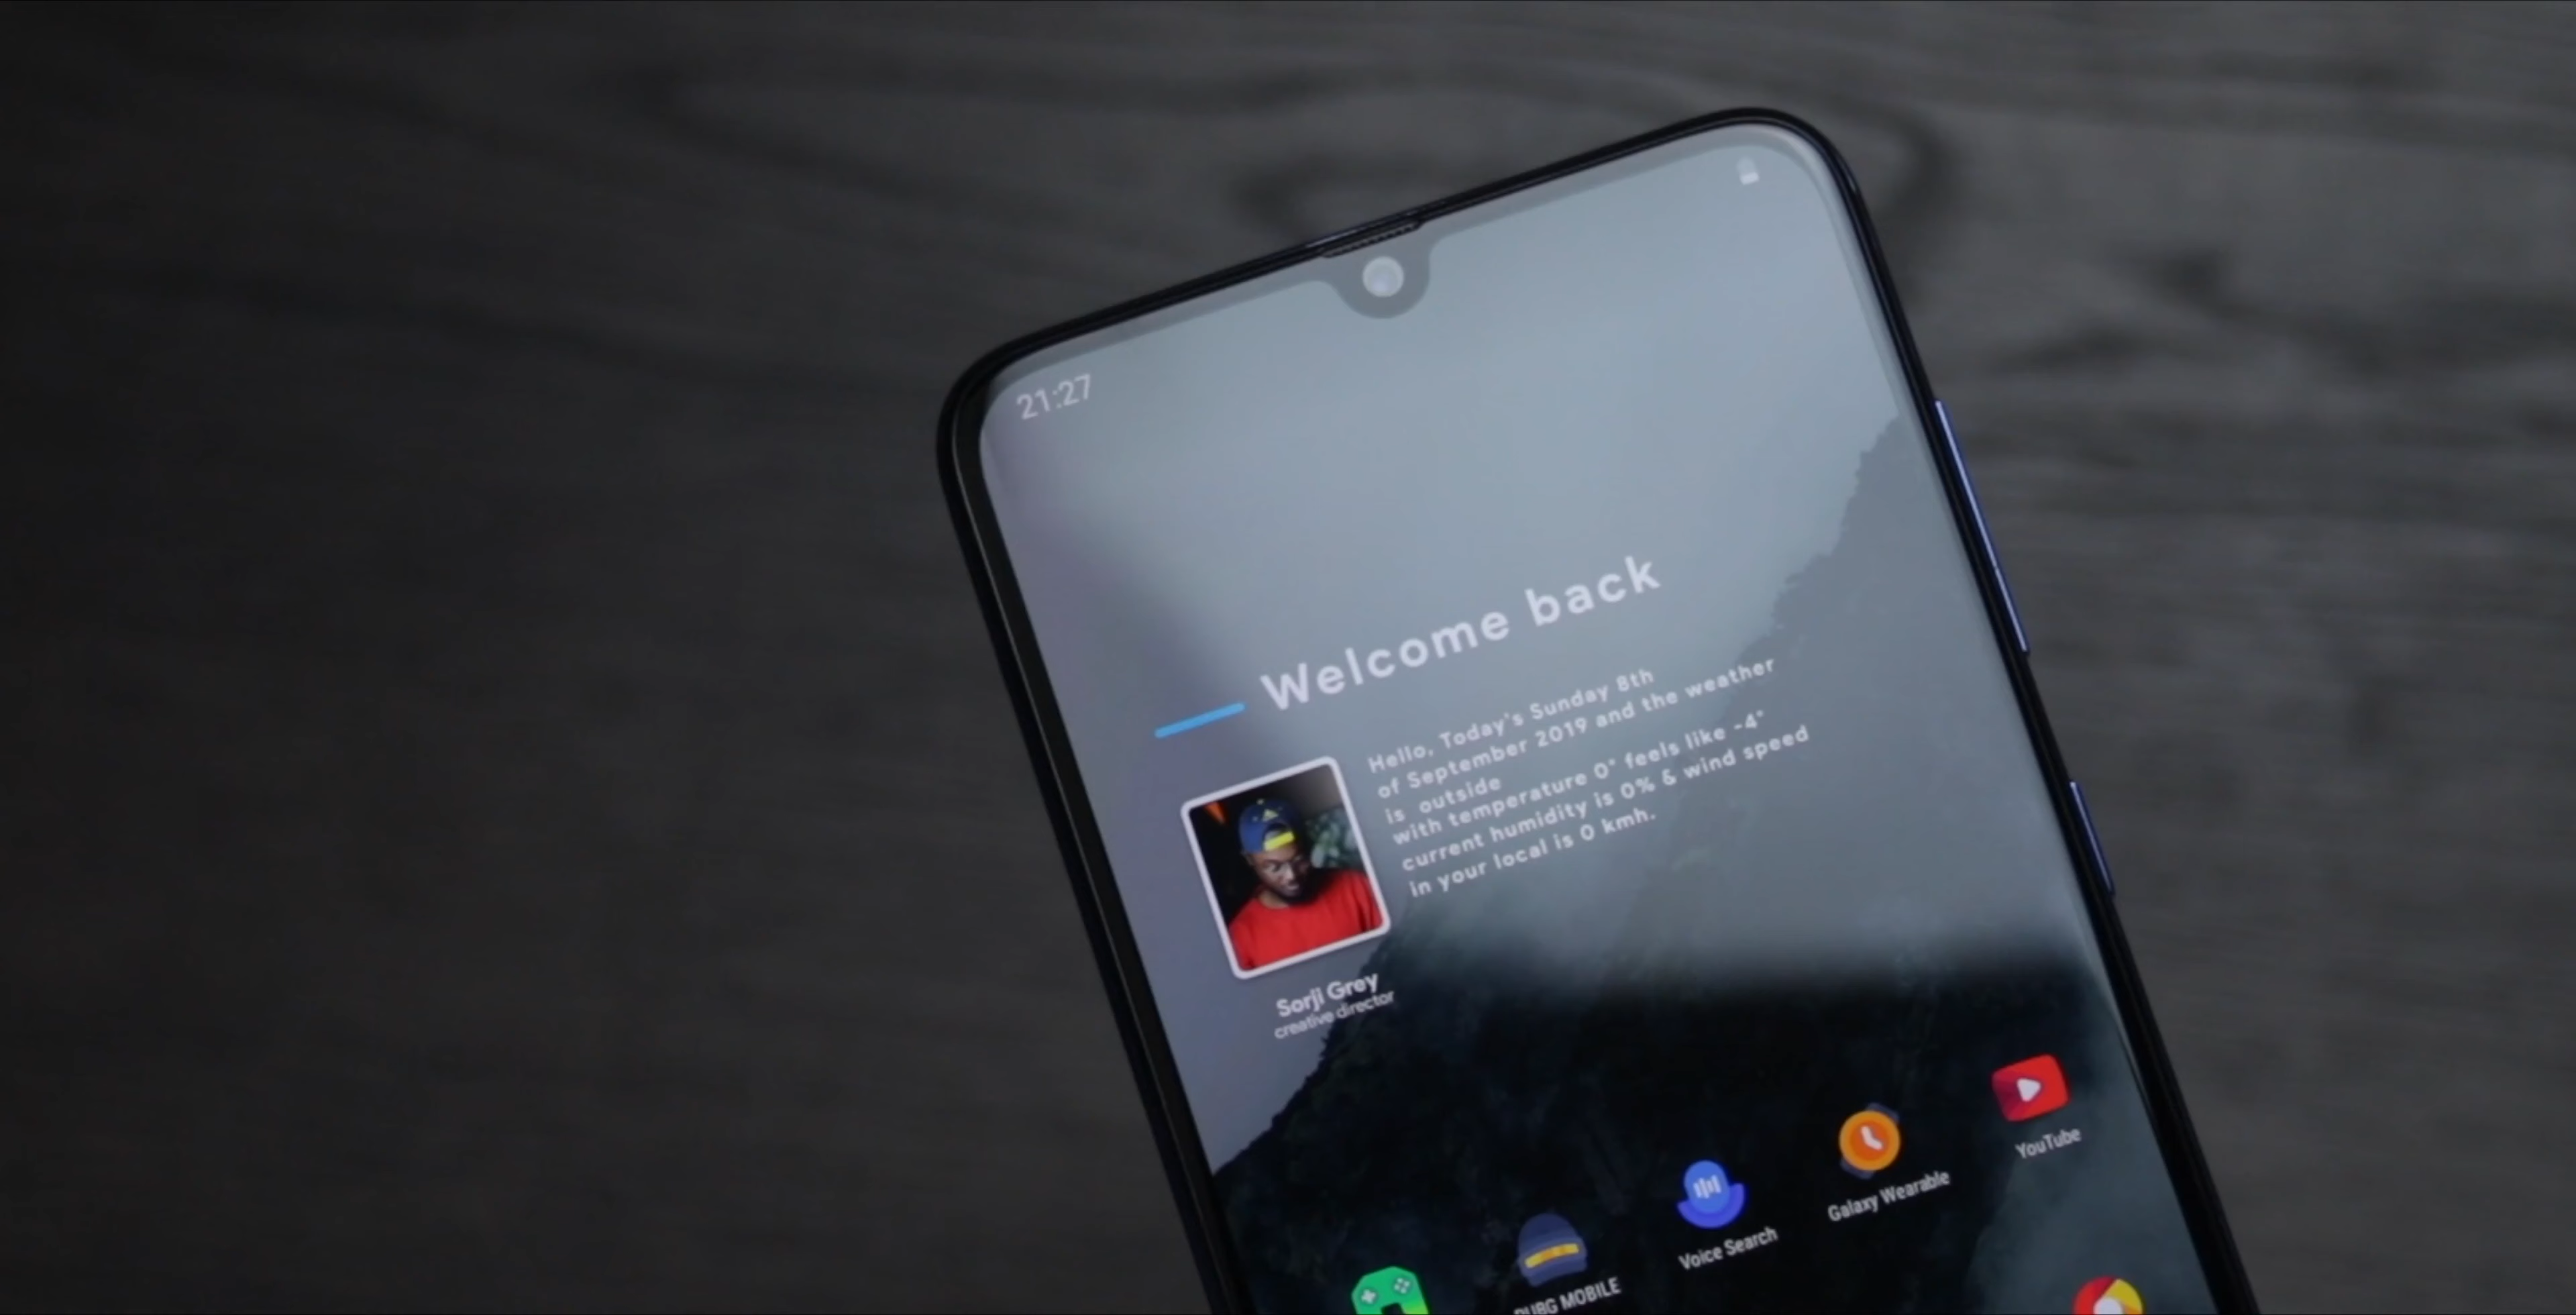 21:27
Welcome back
Hello, Today's Sunday 8th
of September 2019 and the weather
is outside
with temperature 0° feels like -4°
current humidity is 0% & wind speed
in your local is 0 kmh.
Sorji Grey
creative director
YouTube
Galaxy Wearable
Voice Search
PUBG MOBILE